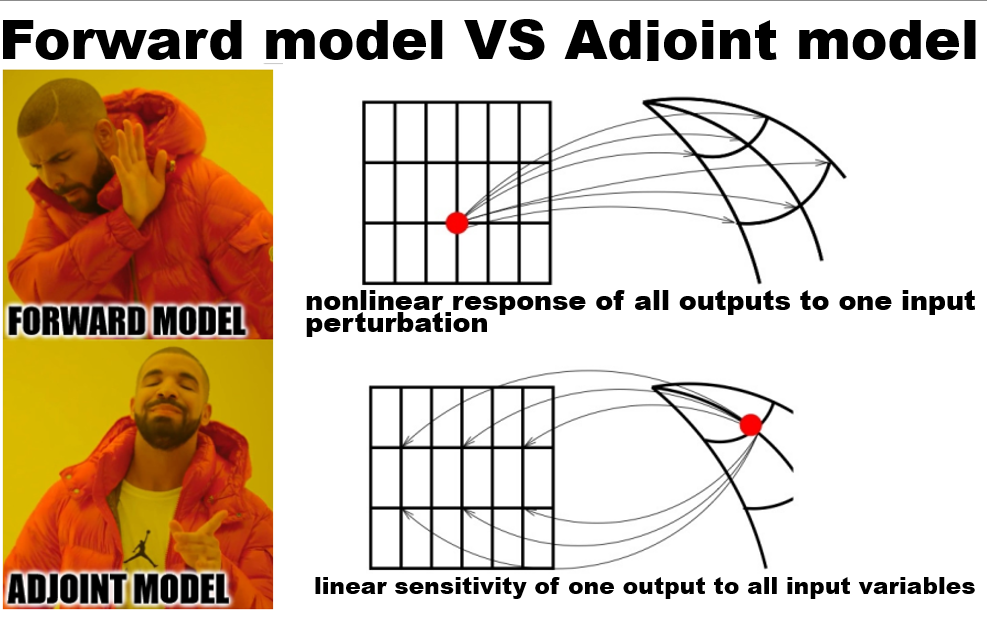 Forward model VS Adjoint model
FORWARD MODEL
nonlinear response of all outputs to one input
perturbation
ADJOINT MODEL
linear sensitivity of one output to all input variables